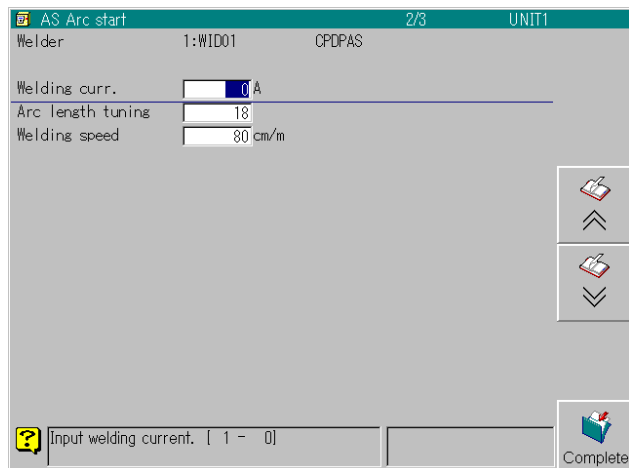 AS Arc start 2/3 UNIT1
Welder 1:WID01 CPDPAS
Welding curr. 0 A
Arc length tuning 18
Welding speed 80 cm/m
Input welding current. [ 1 - 0]
Complete